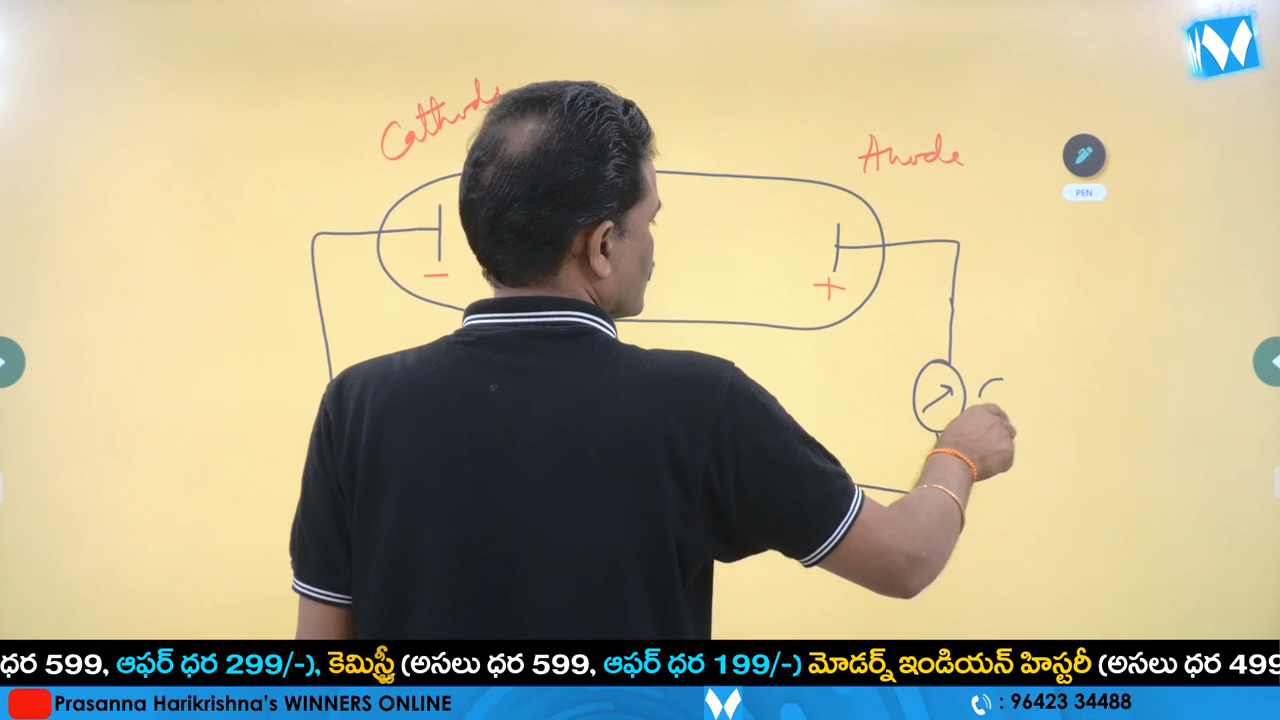 Cathode
Anode
PEN
-
+
ధర 599, ఆఫర్ ధర 299/-), కెమిస్ట్రీ (అసలు ధర 599, ఆఫర్ ధర 199/-) మోడర్న్ ఇండియన్ హిస్టరీ (అసలు ధర 499
Prasanna Harikrishna's WINNERS ONLINE
: 96423 34488